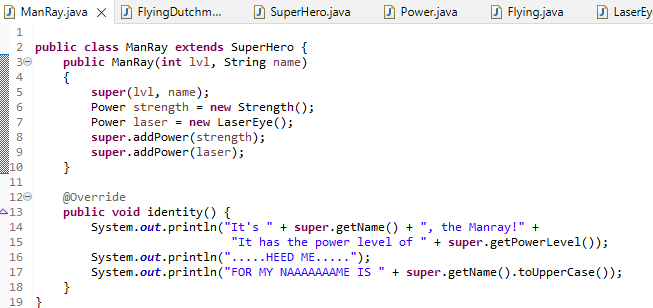 ManRay.java FlyingDutchm... SuperHero.java Power.java Flying.java LaserEy
1
2 public class ManRay extends SuperHero {
3 public ManRay(int lvl, String name)
4 {
5 super(lvl, name);
6 Power strength = new Strength();
7 Power laser = new LaserEye();
8 super.addPower(strength);
9 super.addPower(laser);
10 }
11
12 @Override
13 public void identity() {
14 System.out.println("It's " + super.getName() + ", the Manray!" +
15 "It has the power level of " + super.getPowerLevel());
16 System.out.println(".....HEED ME.....");
17 System.out.println("FOR MY NAAAAAAAME IS " + super.getName().toUpperCase());
18 }
19 }